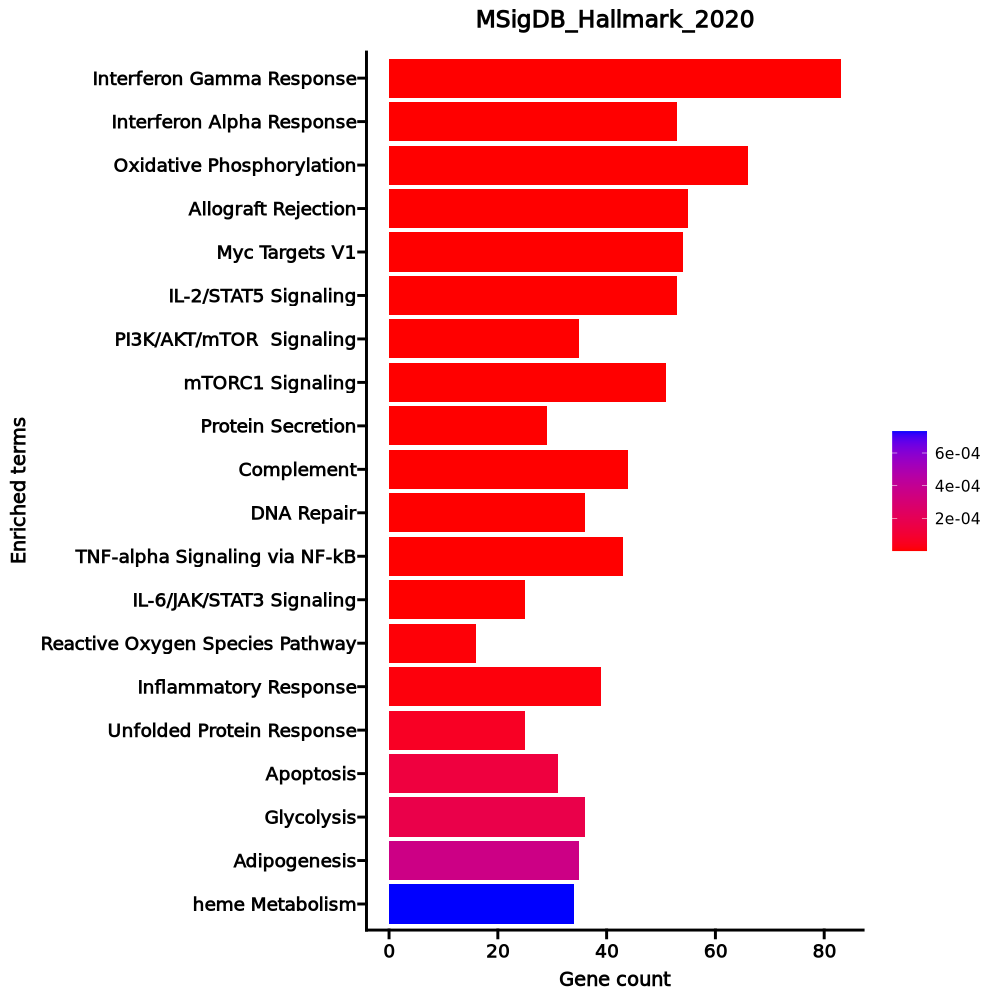 MSigDB_Hallmark_2020
Interferon Gamma Response
Interferon Alpha Response
Oxidative Phosphorylation
Allograft Rejection
Myc Targets V1
IL-2/STAT5 Signaling
PI3K/AKT/mTOR  Signaling
mTORC1 Signaling
Protein Secretion
Complement
DNA Repair
TNF-alpha Signaling via NF-kB
IL-6/JAK/STAT3 Signaling
Reactive Oxygen Species Pathway
Inflammatory Response
Unfolded Protein Response
Apoptosis
Glycolysis
Adipogenesis
heme Metabolism
Enriched terms
0 20 40 60 80
Gene count
6e-04
4e-04
2e-04